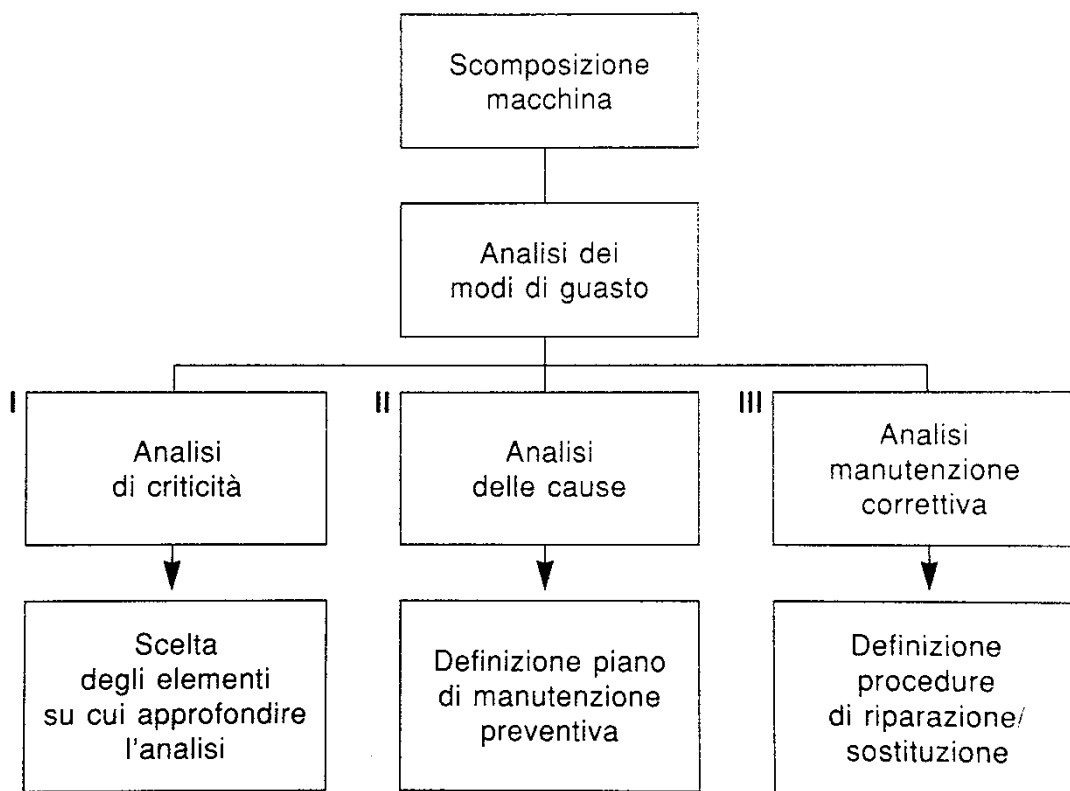 Scomposizione
macchina
Analisi dei
modi di guasto
I
Analisi
di criticità
II
Analisi
delle cause
III
Analisi
manutenzione
correttiva
Scelta
degli elementi
su cui approfondire
l'analisi
Definizione piano
di manutenzione
preventiva
Definizione
procedure
di riparazione/
sostituzione